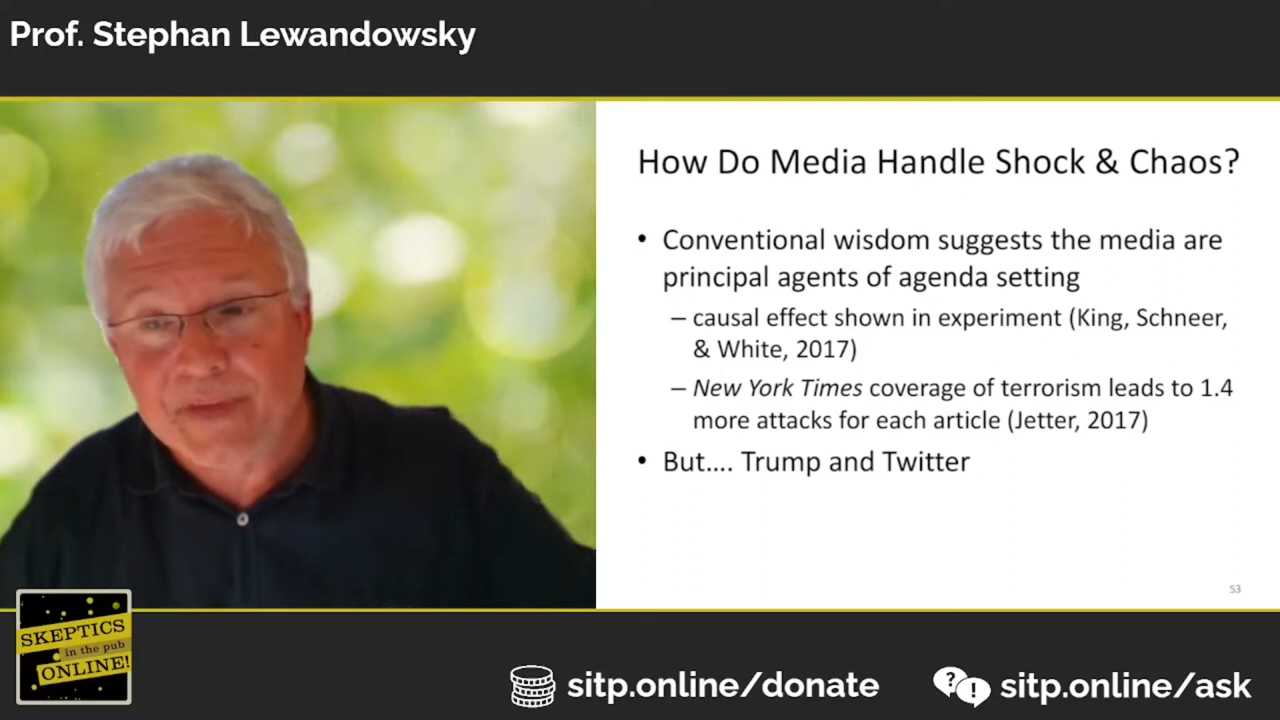 Prof. Stephan Lewandowsky
How Do Media Handle Shock & Chaos?
• Conventional wisdom suggests the media are
principal agents of agenda setting
– causal effect shown in experiment (King, Schneer,
& White, 2017)
– New York Times coverage of terrorism leads to 1.4
more attacks for each article (Jetter, 2017)
• But.... Trump and Twitter
53
SKEPTICS
in the pub
ONLINE!
sitp.online/donate
? !
sitp.online/ask